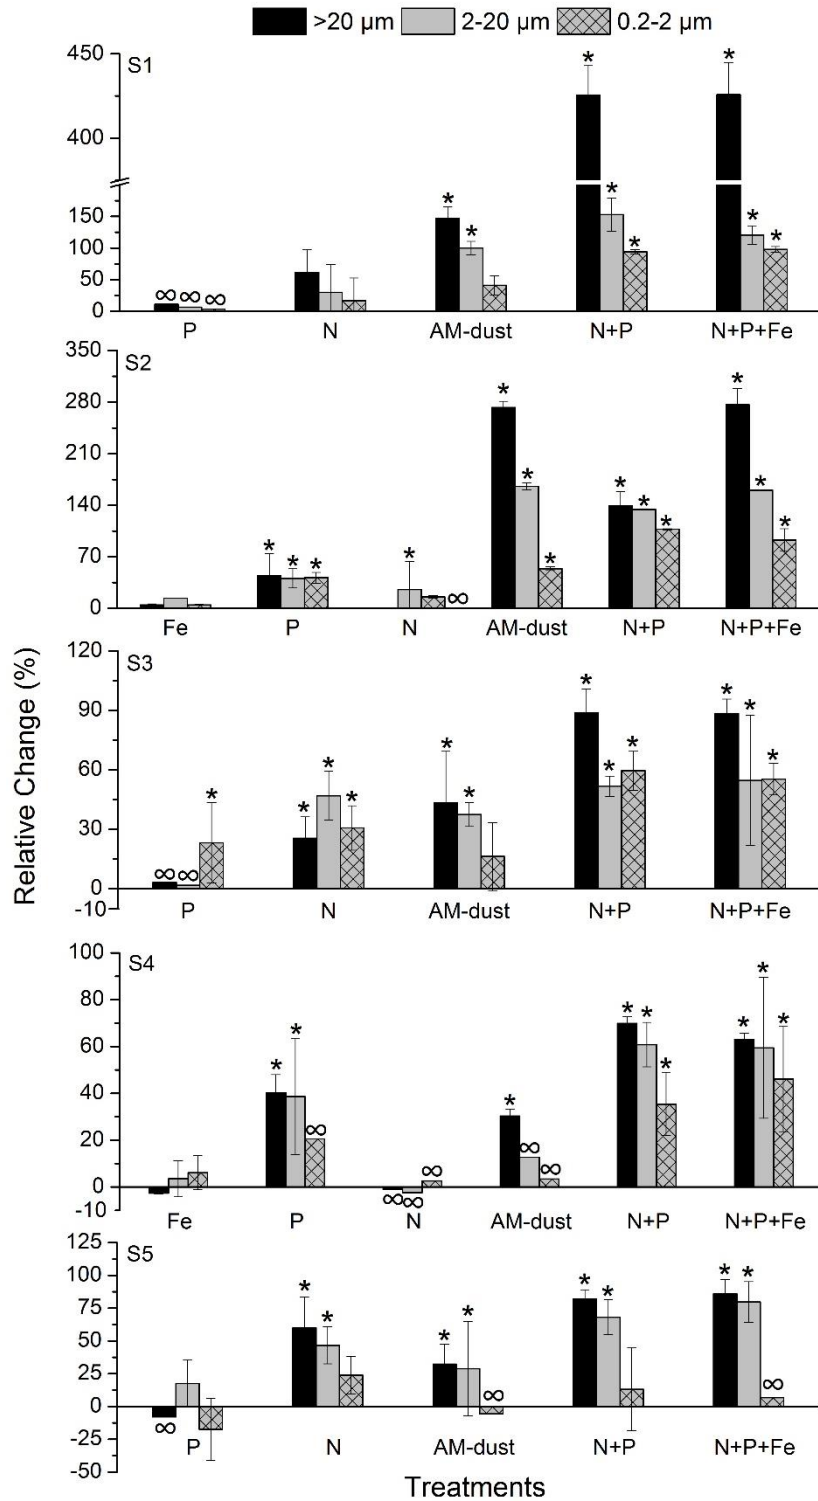 >20 µm 2-20 µm 0.2-2 µm
S1
450
400
150
100
50
0
* * * * * * * *
∞ ∞ ∞
P N AM-dust N+P N+P+Fe
S2
350
280
210
140
70
0
* * * * * * * * * * * * *
∞
Fe P N AM-dust N+P N+P+Fe
S3
120
90
60
30
0
-10
* * * * * * * * * * * *
∞ ∞
P N AM-dust N+P N+P+Fe
S4
100
80
60
40
20
0
-10
* * * * * * * * *
∞ ∞ ∞ ∞ ∞ ∞
Fe P N AM-dust N+P N+P+Fe
S5
125
100
75
50
25
0
-25
-50
* * * * * * * *
∞ ∞ ∞
P N AM-dust N+P N+P+Fe
Relative Change (%)
Treatments